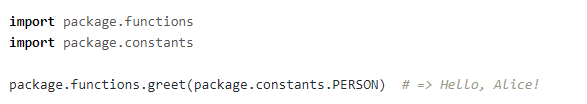 import package.functions
import package.constants
package.functions.greet(package.constants.PERSON)  # => Hello, Alice!